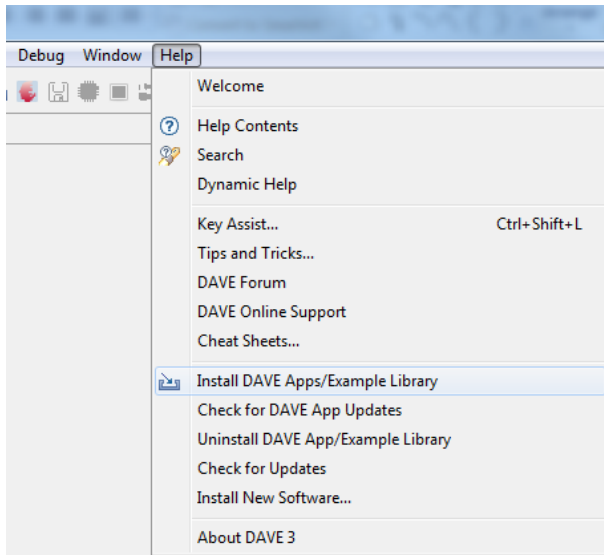 Debug Window Help
Welcome
Help Contents
Search
Dynamic Help
Key Assist... Ctrl+Shift+L
Tips and Tricks...
DAVE Forum
DAVE Online Support
Cheat Sheets...
Install DAVE Apps/Example Library
Check for DAVE App Updates
Uninstall DAVE App/Example Library
Check for Updates
Install New Software...
About DAVE 3